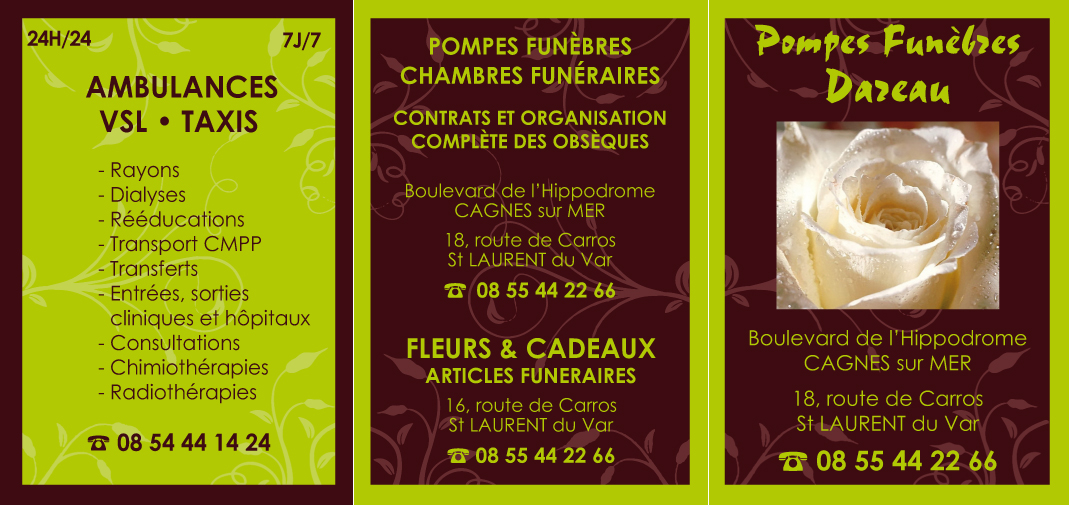 24H/24
7J/7
AMBULANCES
VSL • TAXIS
- Rayons
- Dialyses
- Rééducations
- Transport CMPP
- Transferts
- Entrées, sorties
cliniques et hôpitaux
- Consultations
- Chimiothérapies
- Radiothérapies
☎ 08 54 44 14 24
POMPES FUNÈBRES
CHAMBRES FUNÉRAIRES
CONTRATS ET ORGANISATION
COMPLÈTE DES OBSÈQUES
Boulevard de l'Hippodrome
CAGNES sur MER
18, route de Carros
St LAURENT du Var
☎ 08 55 44 22 66
FLEURS & CADEAUX
ARTICLES FUNERAIRES
16, route de Carros
St LAURENT du Var
☎ 08 55 44 22 66
Pompes Funèbres
Dareau
Boulevard de l'Hippodrome
CAGNES sur MER
18, route de Carros
St LAURENT du Var
☎ 08 55 44 22 66